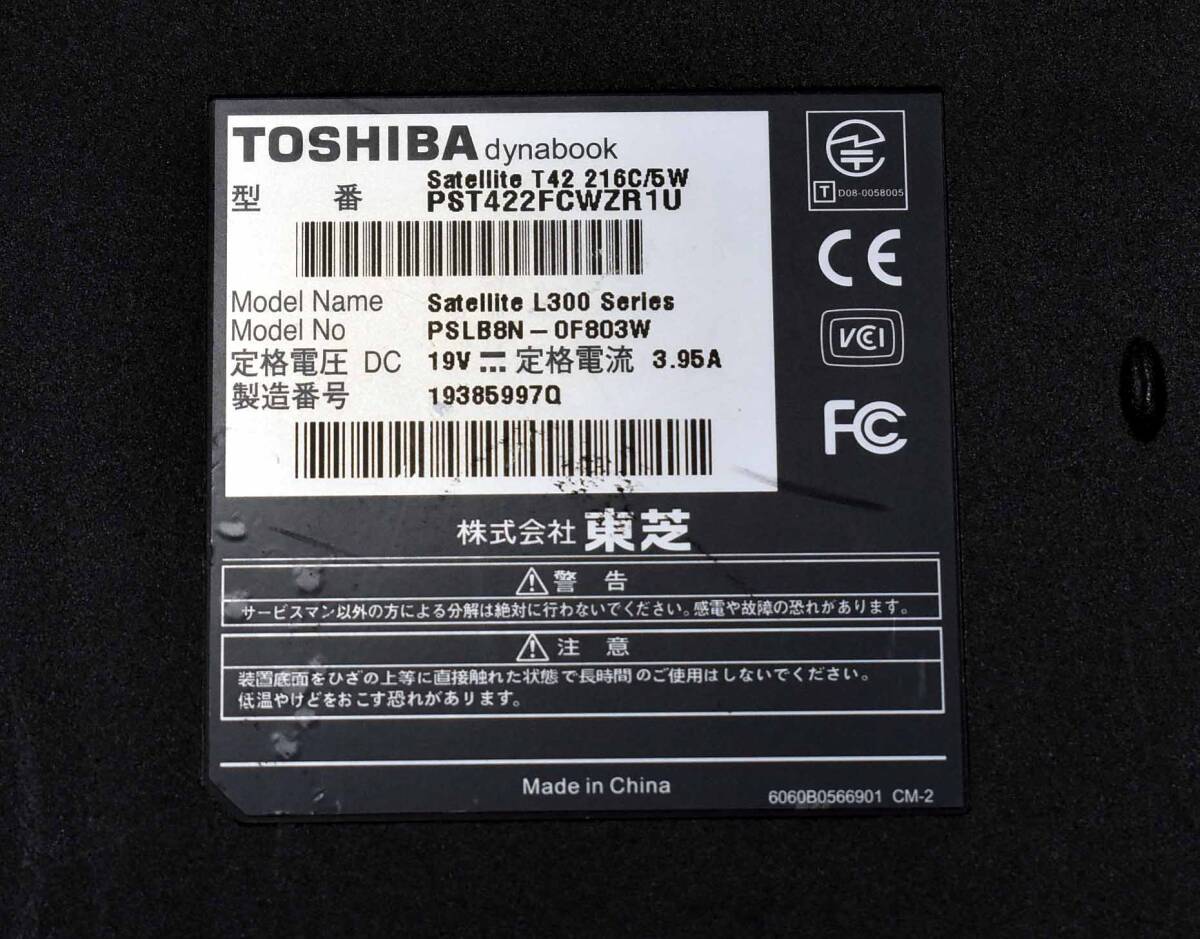 TOSHIBA dynabook
Satellite T42 216C/5W
型 番 PST422FCWZR1U
T D08-0058005
CE
Model Name Satellite L300 Series
Model No PSLB8N-0F803W
VCCI
定格電圧 DC 19V 定格電流 3.95A
製造番号 19385997Q
FC
株式会社 東芝
警 告
サービスマン以外の方による分解は絶対に行わないでください。感電や故障の恐れがあります。
注 意
装置底面をひざの上等に直接触れた状態で長時間のご使用はしないでください。
低温やけどをおこす恐れがあります。
Made in China
6060B0566901 CM-2